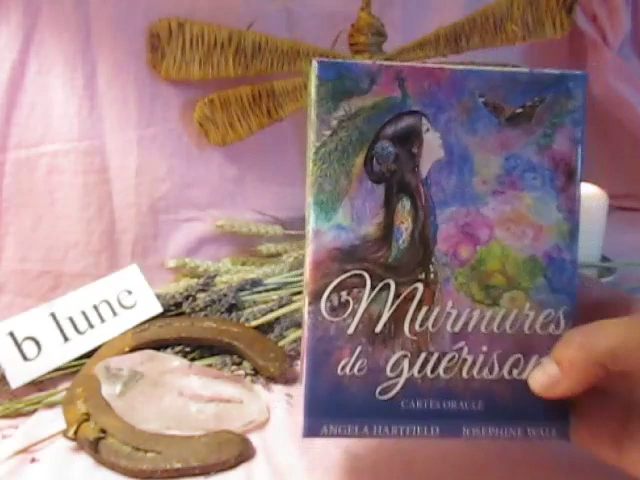 b lune
Murmures
de guérison
CARTES ORACLE
ANGELA HARTFIELD JOSEPHINE WALL